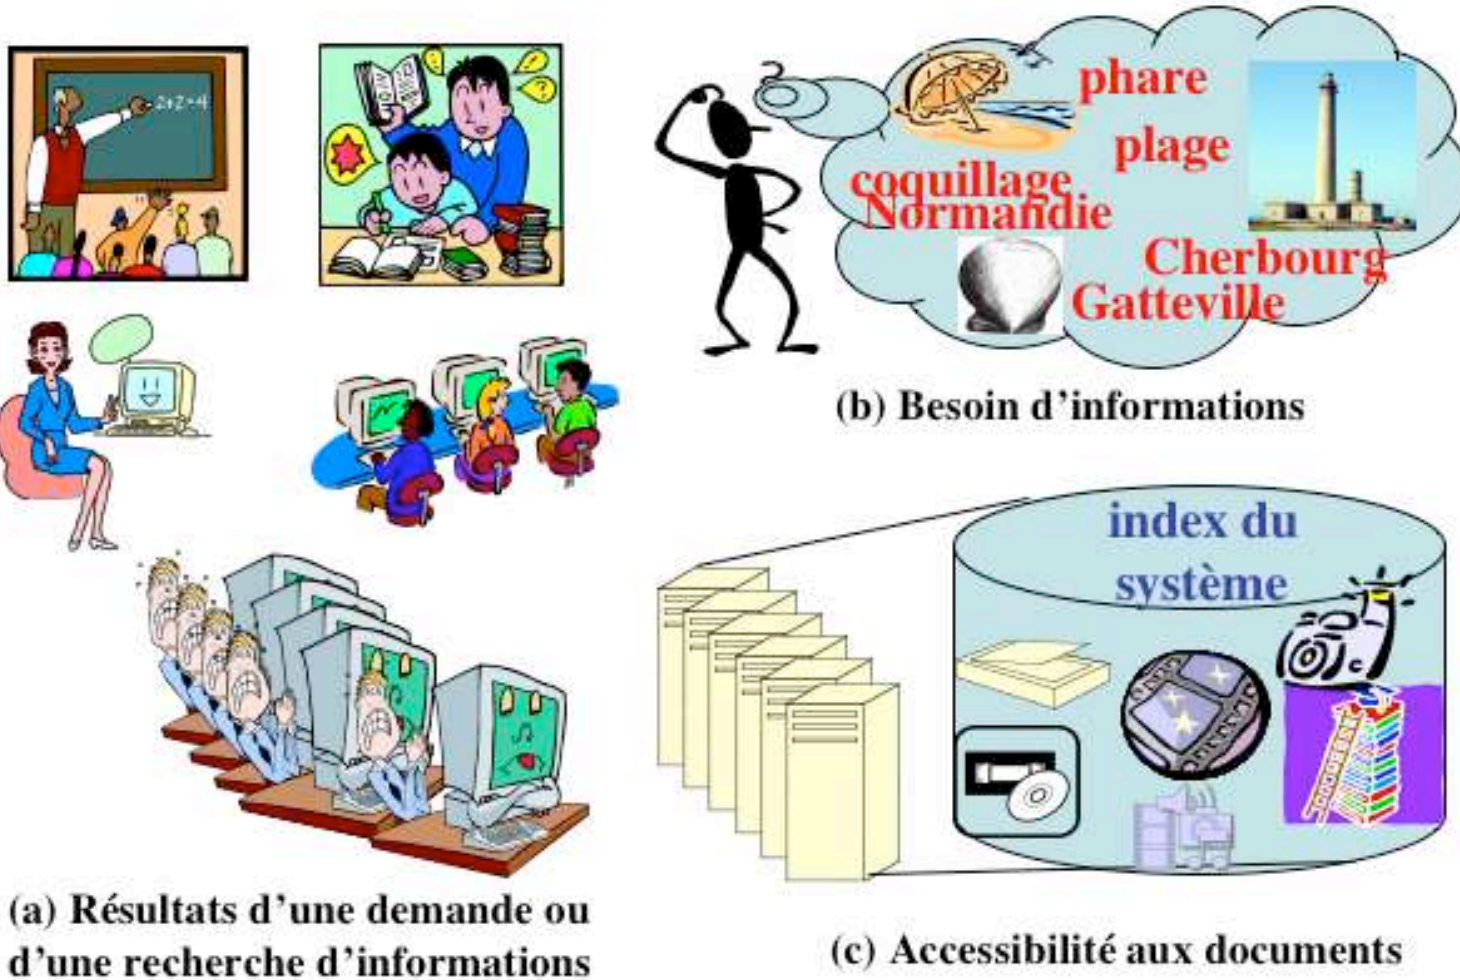 2+2=4
phare
plage
coquillage
Normandie
Cherbourg
Gatteville
(b) Besoin d'informations
index du
système
c
(a) Résultats d'une demande ou
d'une recherche d'informations
(c) Accessibilité aux documents